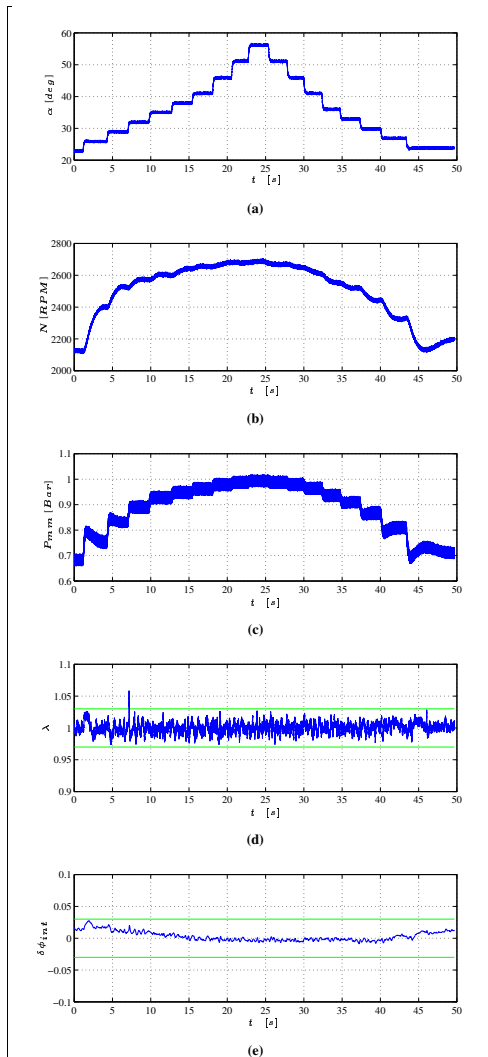 60
50
40
30
20
α [deg]
0 5 10 15 20 25 30 35 40 45 50
t [s]
(a)
2800
2600
2400
2200
2000
N [RPM]
0 5 10 15 20 25 30 35 40 45 50
t [s]
(b)
1.1
1
0.9
0.8
0.7
0.6
Pmm [Bar]
0 5 10 15 20 25 30 35 40 45 50
t [s]
(c)
1.1
1.05
1
0.95
0.9
λ
0 5 10 15 20 25 30 35 40 45 50
t [s]
(d)
0.1
0.05
0
−0.05
−0.1
δϕint
0 5 10 15 20 25 30 35 40 45 50
t [s]
(e)